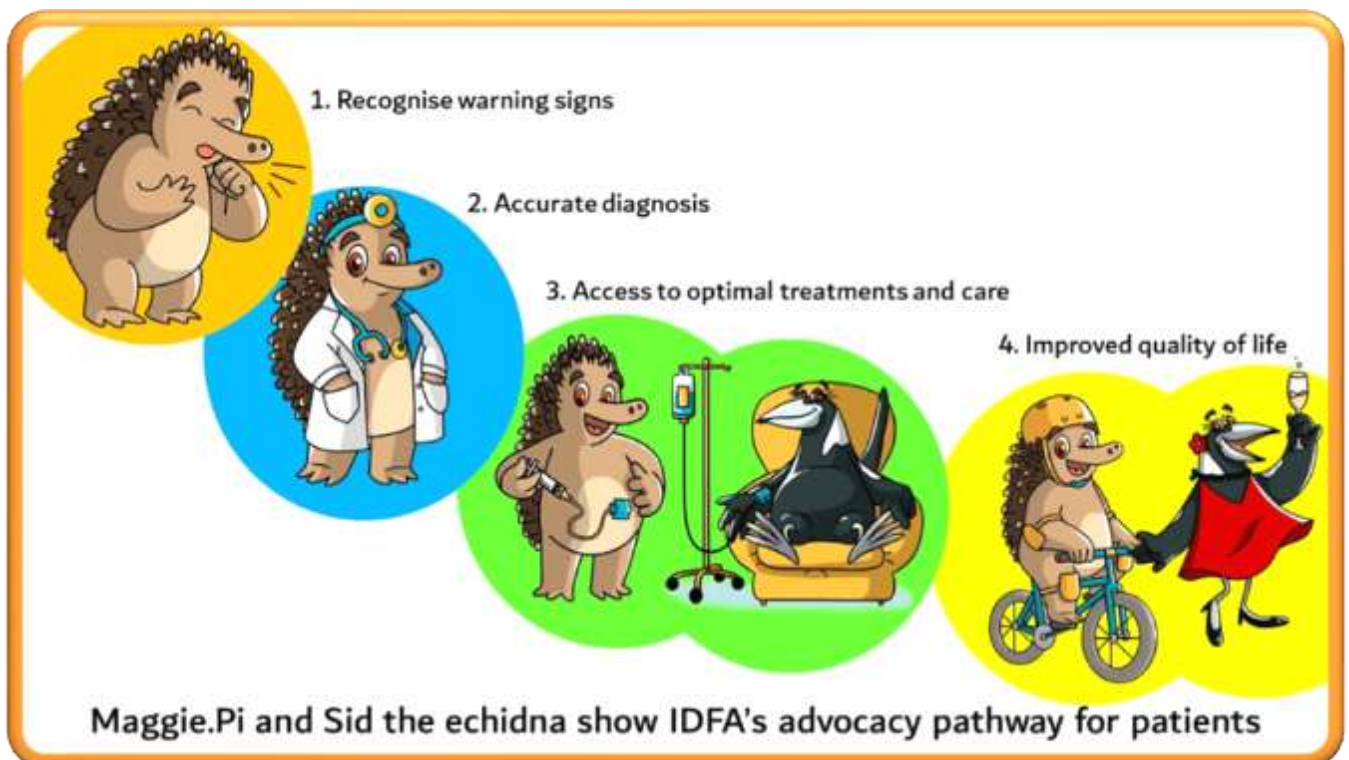 1. Recognise warning signs
2. Accurate diagnosis
3. Access to optimal treatments and care
4. Improved quality of life
Maggie.Pi and Sid the echidna show IDFA's advocacy pathway for patients